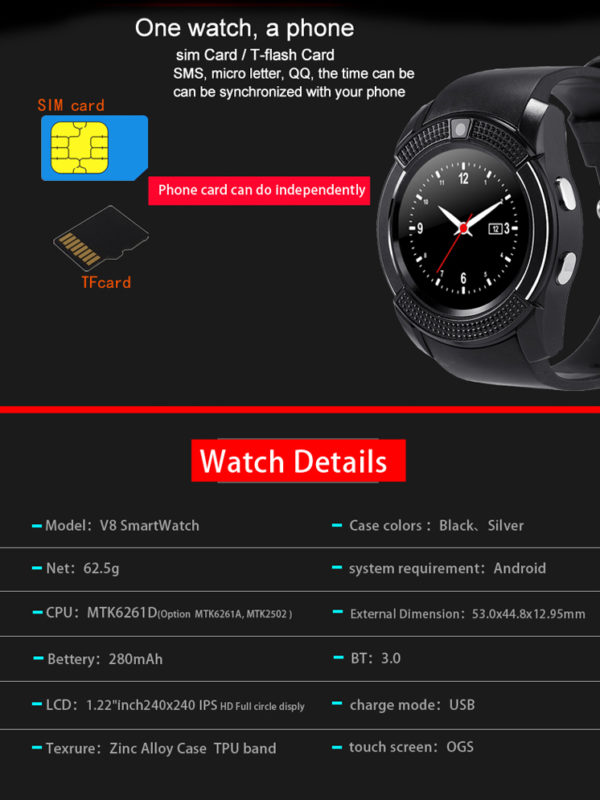 One watch, a phone
sim Card / T-flash Card
SMS, micro letter, QQ, the time can be
can be synchronized with your phone
SIM card
Phone card can do independently
TFcard
12
9
12 3
6
Watch Details
Model: V8 SmartWatch
Case colors : Black、Silver
Net: 62.5g
system requirement: Android
CPU: MTK6261D(Option MTK6261A, MTK2502 )
External Dimension: 53.0x44.8x12.95mm
Bettery: 280mAh
BT: 3.0
LCD: 1.22"inch240x240 IPS HD Full circle disply
charge mode: USB
Texrure: Zinc Alloy Case TPU band
touch screen: OGS